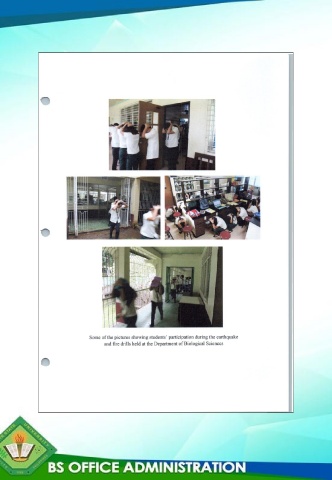 Some of the pictures showing students' participation during the earthquake
and fire drills held at the Department of Biological Sciences
BS OFFICE ADMINISTRATION